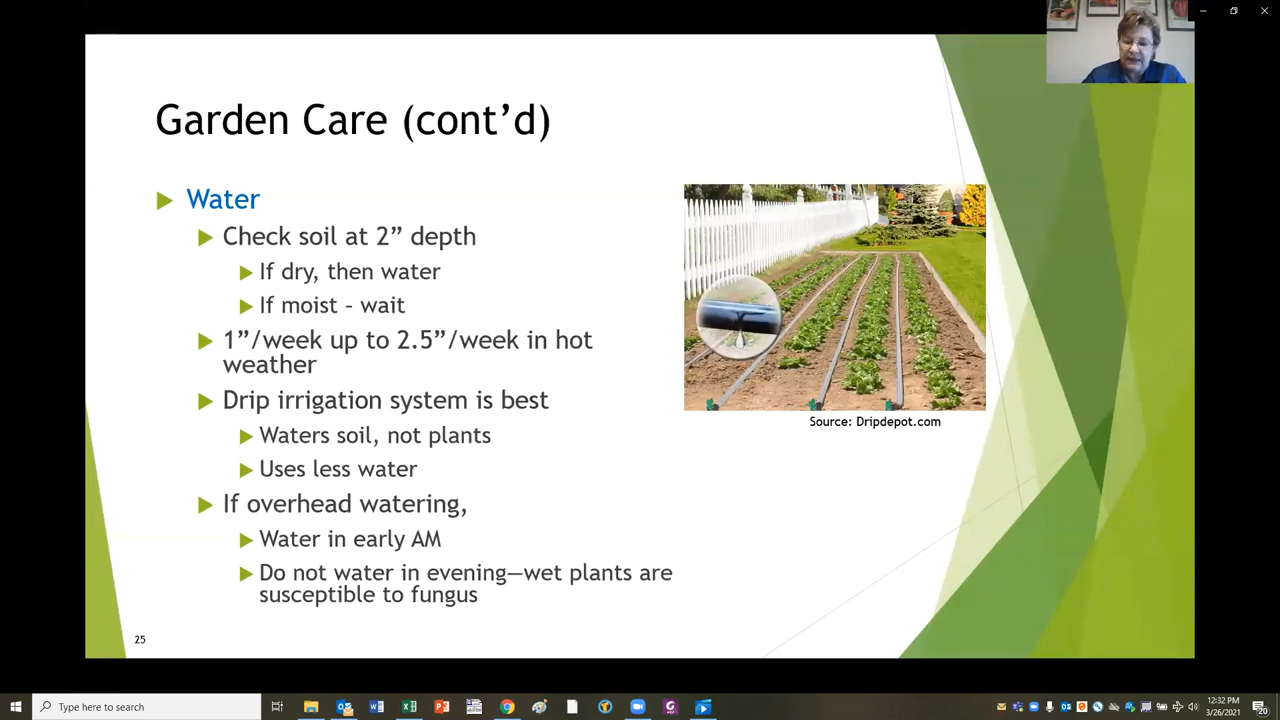 Garden Care (cont’d)
Water
Check soil at 2” depth
If dry, then water
If moist – wait
1”/week up to 2.5”/week in hot
weather
Drip irrigation system is best
Waters soil, not plants
Uses less water
If overhead watering,
Water in early AM
Do not water in evening—wet plants are
susceptible to fungus
Source: Dripdepot.com
25
Type here to search
12:32 PM
3/26/2021
20